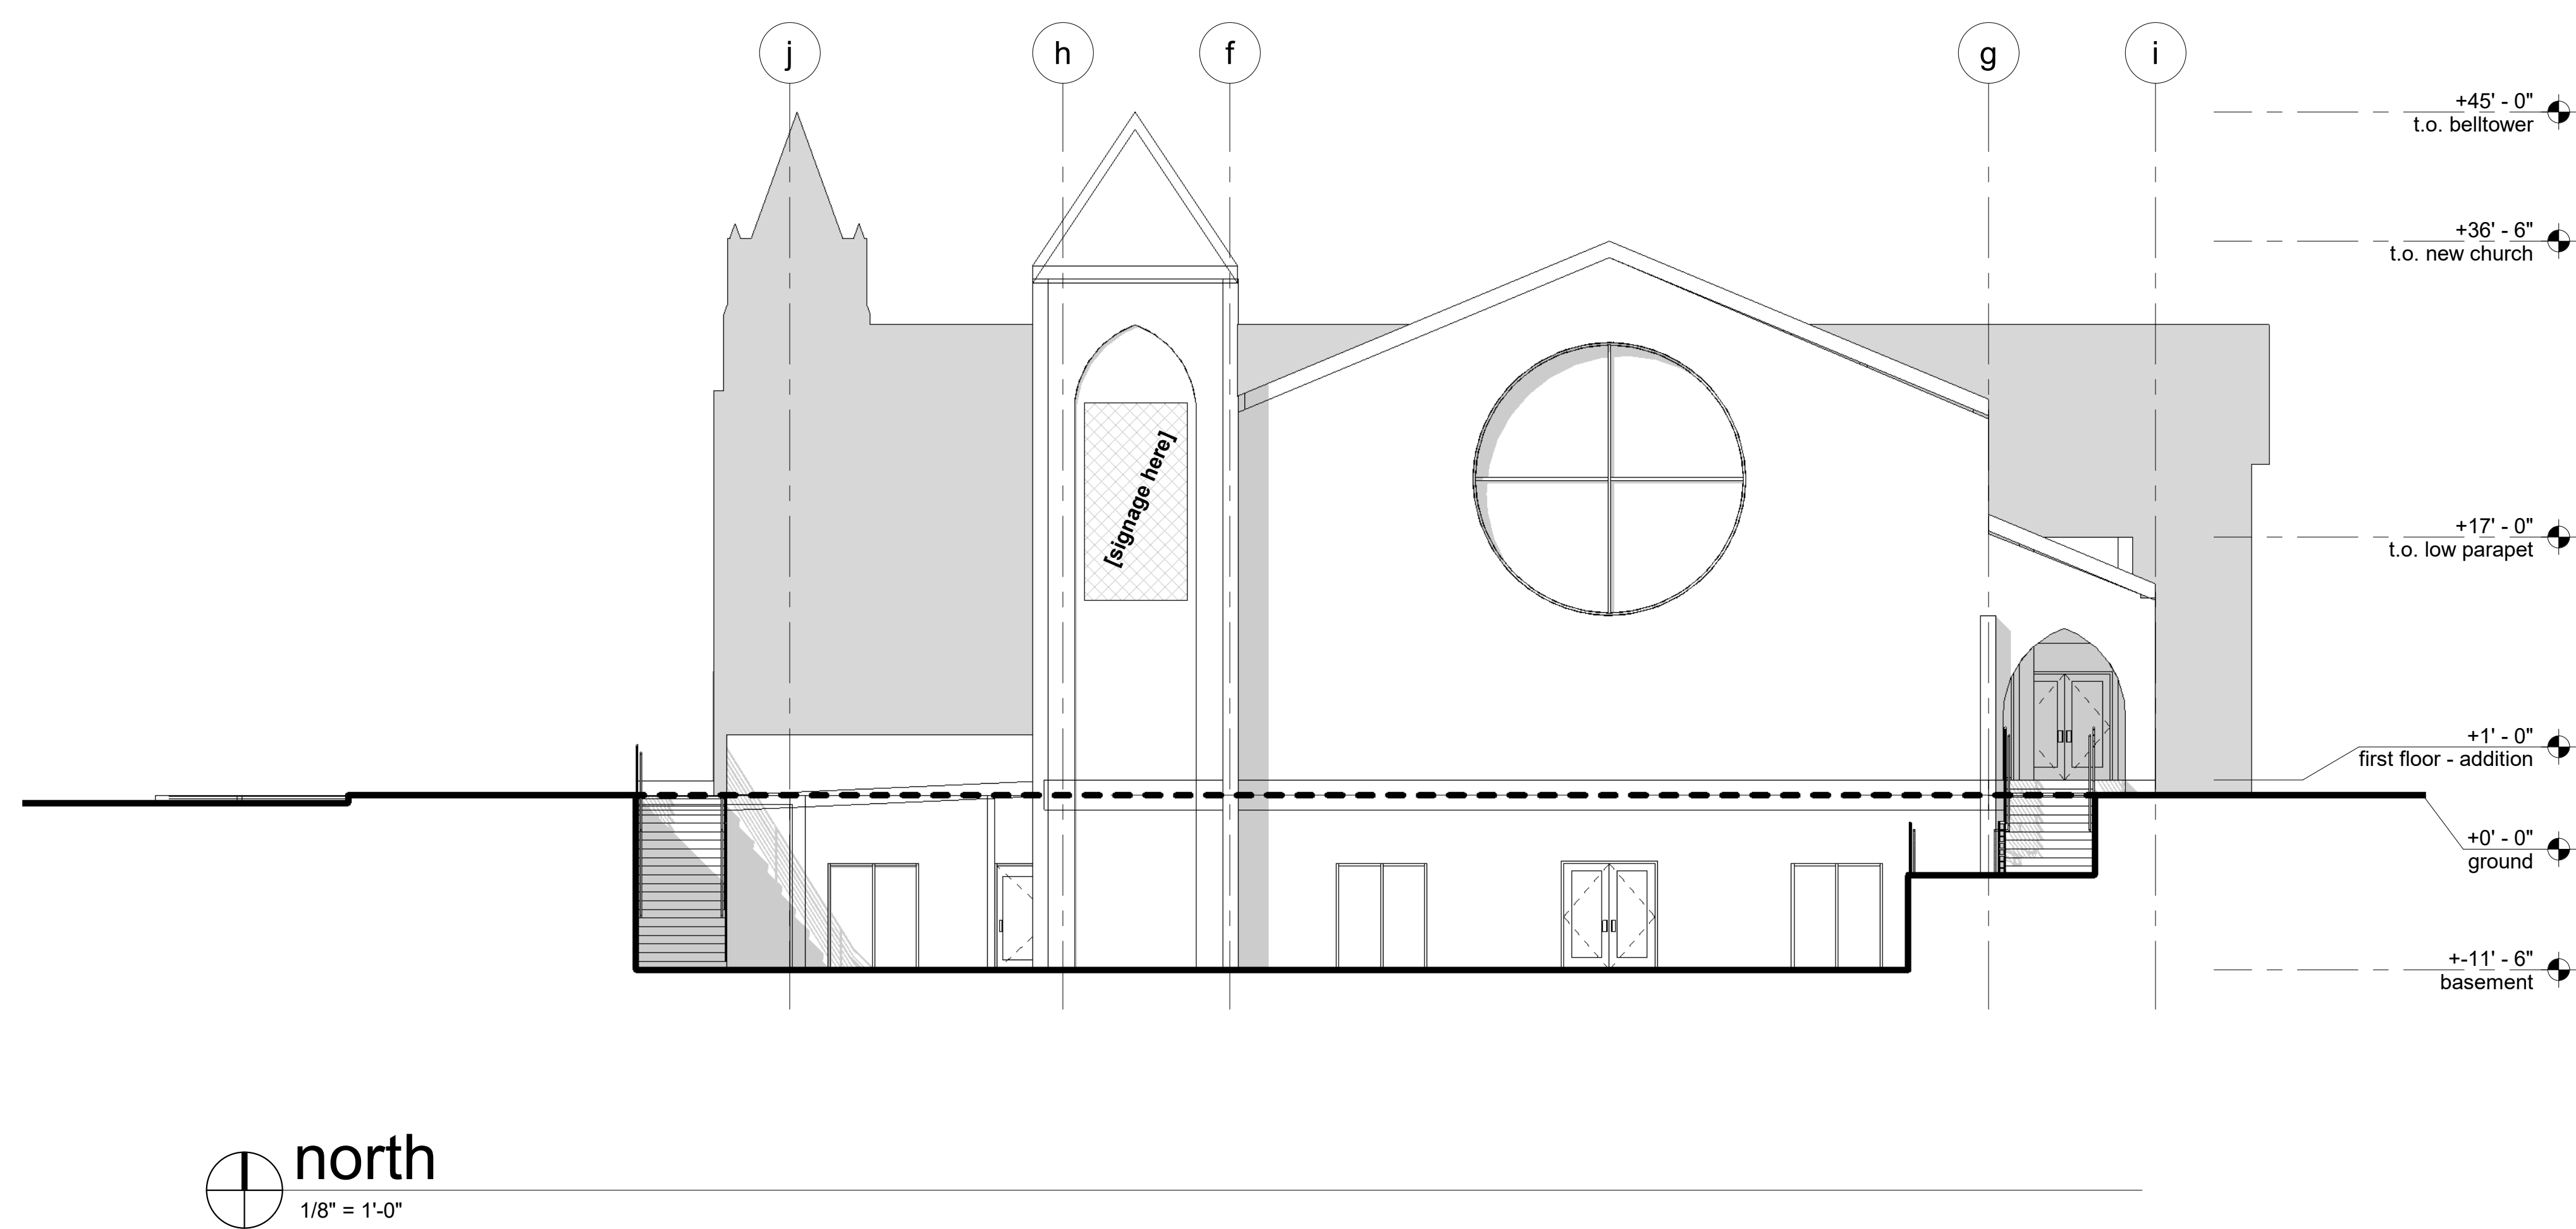 j
h
f
g
i
+45' - 0"
t.o. belltower
+36' - 6"
t.o. new church
+17' - 0"
t.o. low parapet
[signage here]
+1' - 0"
first floor - addition
+0' - 0"
ground
+-11' - 6"
basement
north
1/8" = 1'-0"